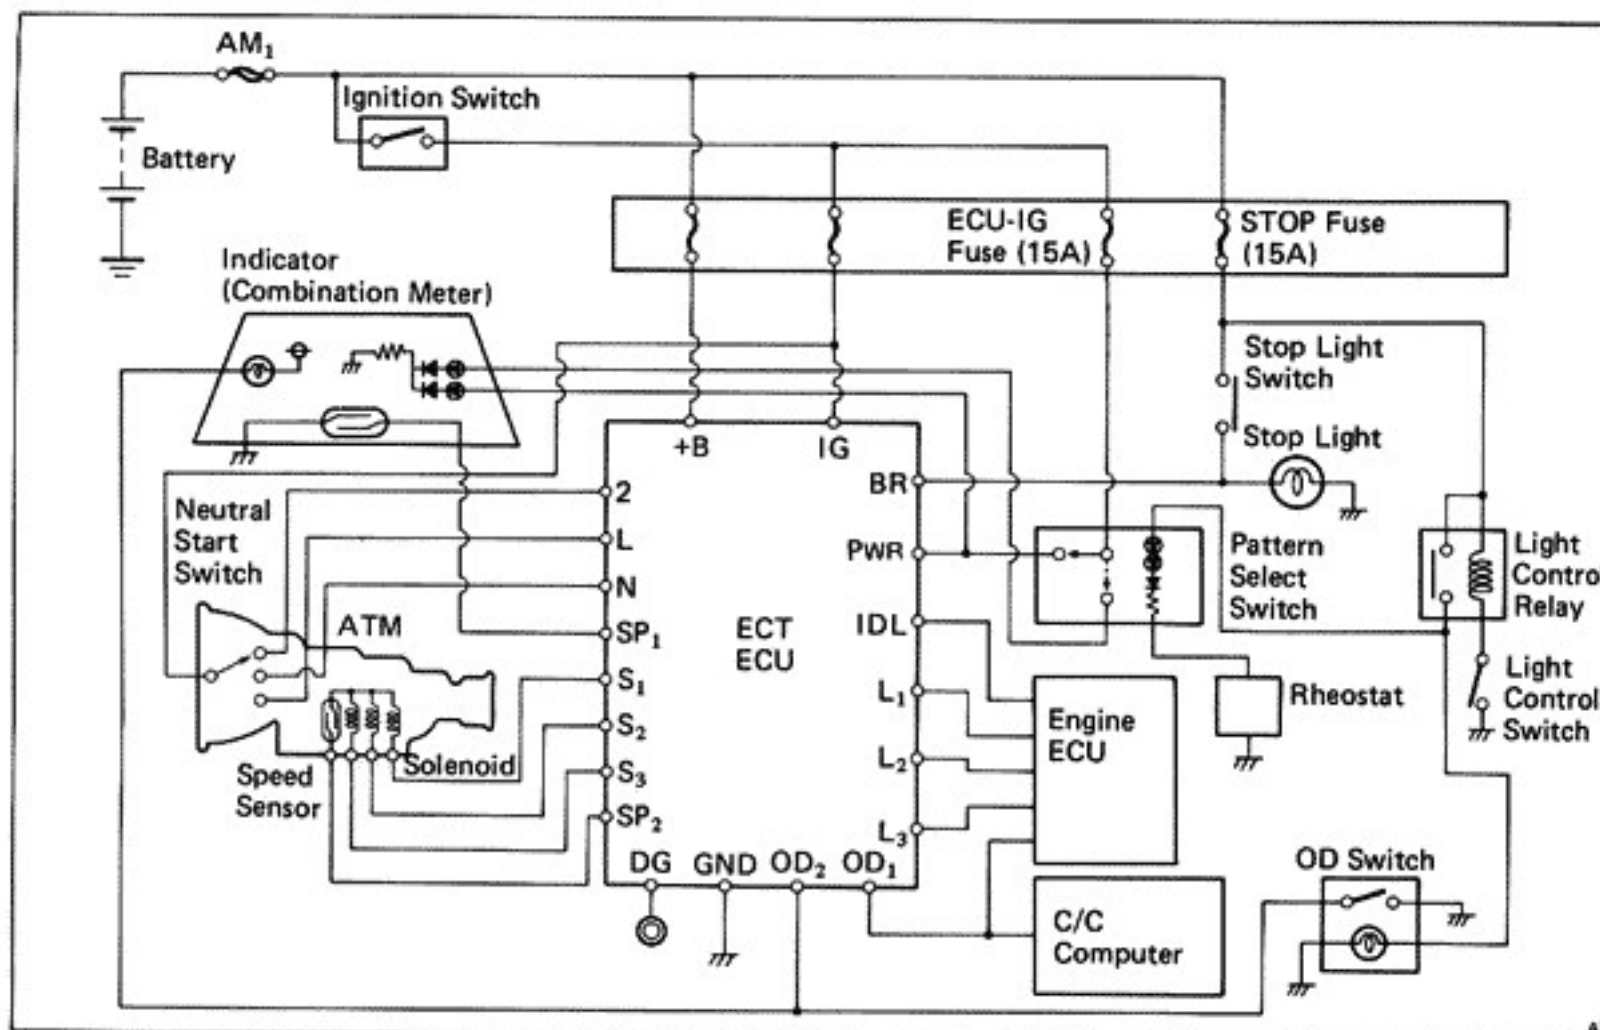 AM1
Ignition Switch
Battery
ECU-IG
Fuse (15A)
STOP Fuse
(15A)
Indicator
(Combination Meter)
Stop Light
Switch
Stop Light
+B
IG
BR
2
Neutral
Start
Switch
L
PWR
Pattern
Select
Switch
Light
Control
Relay
N
ATM
SP1
ECT
ECU
IDL
S1
L1
Rheostat
Light
Control
Switch
Engine
ECU
S2
L2
Solenoid
Speed
Sensor
S3
SP2
L3
DG
GND
OD2
OD1
OD Switch
C/C
Computer